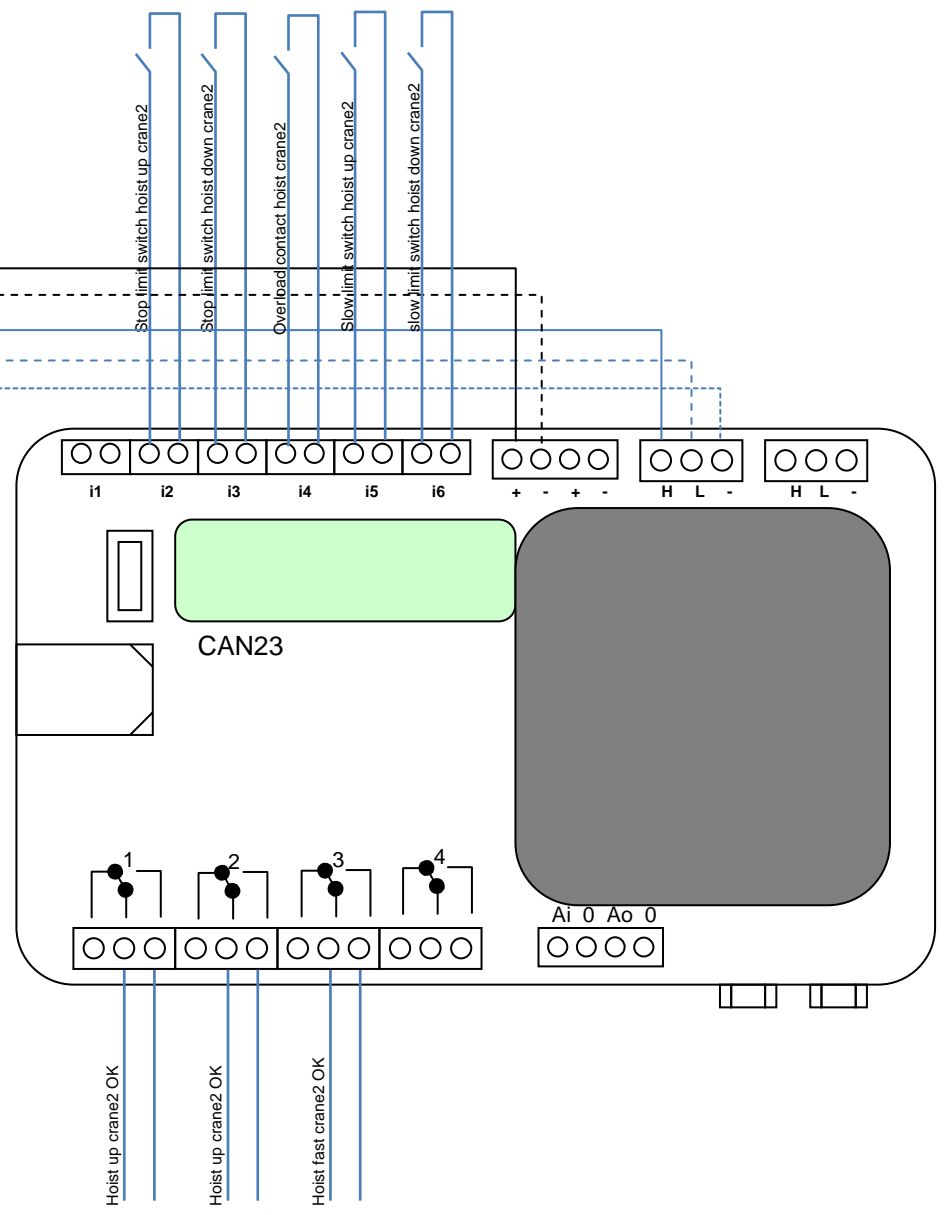 Stop limit switch hoist up crane2
Stop limit switch hoist down crane2
Overload contact hoist crane2
Slow limit switch hoist up crane2
slow limit switch hoist down crane2
i1 i2 i3 i4 i5 i6 + - + - H L - H L -
CAN23
1 2 3 4
Ai 0 Ao 0
Hoist up crane2 OK
Hoist up crane2 OK
Hoist fast crane2 OK